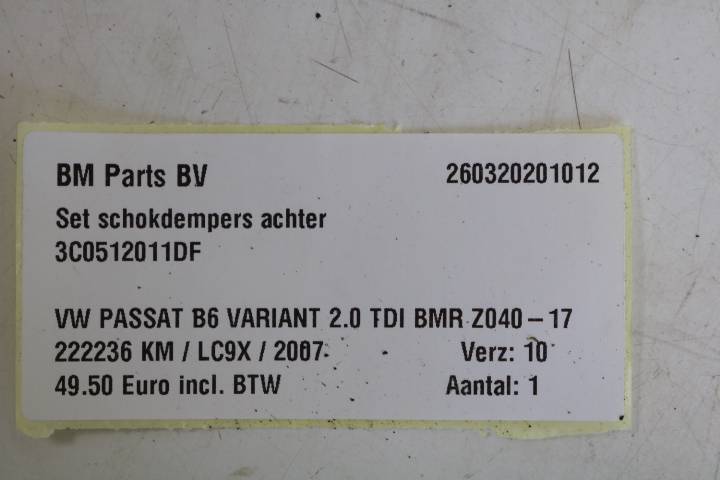 BM Parts BV 260320201012
Set schokdempers achter
3C0512011DF
VW PASSAT B6 VARIANT 2.0 TDI BMR Z040-17
222236 KM / LC9X / 2007 Verz: 10
49.50 Euro incl. BTW Aantal: 1